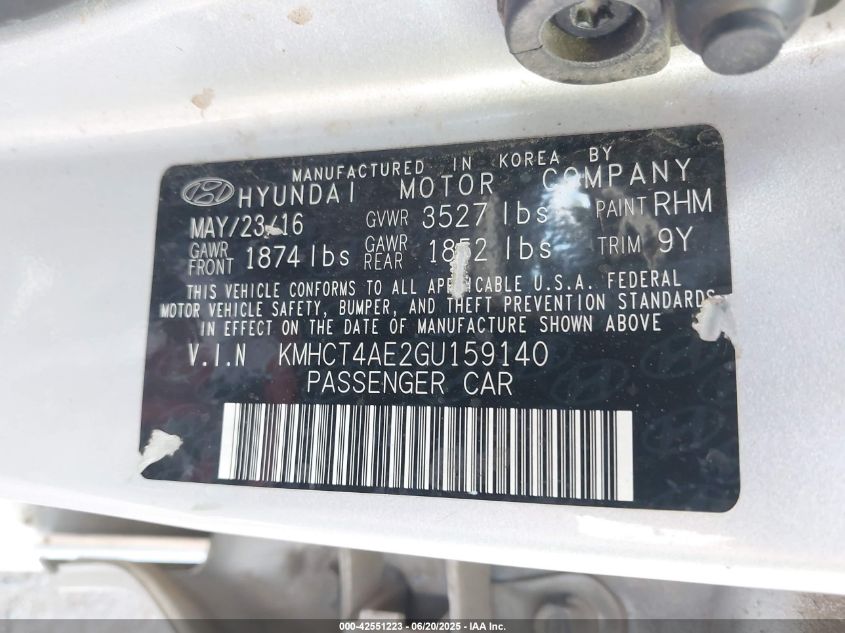 MANUFACTURED IN KOREA BY
HYUNDAI MOTOR COMPANY
MAY/23/16 GVWR 3527 lbs PAINT RHM
GAWR FRONT 1874 lbs GAWR REAR 1852 lbs TRIM 9Y
THIS VEHICLE CONFORMS TO ALL APPLICABLE U.S.A. FEDERAL
MOTOR VEHICLE SAFETY, BUMPER, AND THEFT PREVENTION STANDARDS
IN EFFECT ON THE DATE OF MANUFACTURE SHOWN ABOVE
V.I.N KMHCT4AE2GU159140
PASSENGER CAR
000-42551223 - 06/20/2025 - IAA Inc.